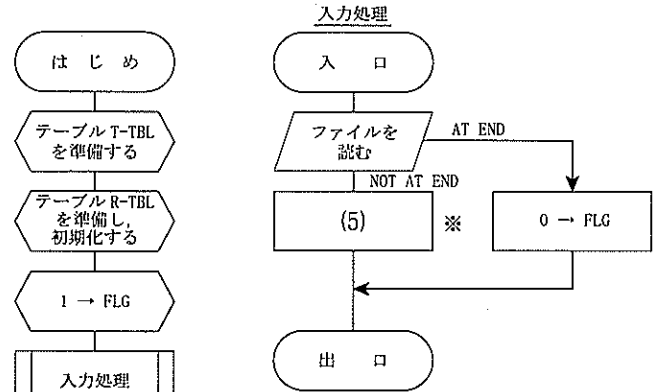 は じ め
テーブル T-TBL
を準備する
テーブル R-TBL
を準備し,
初期化する
1 → FLG
入力処理
入力処理
入 口
ファイルを
読む
AT END
NOT AT END
(5)
※
0 → FLG
出 口